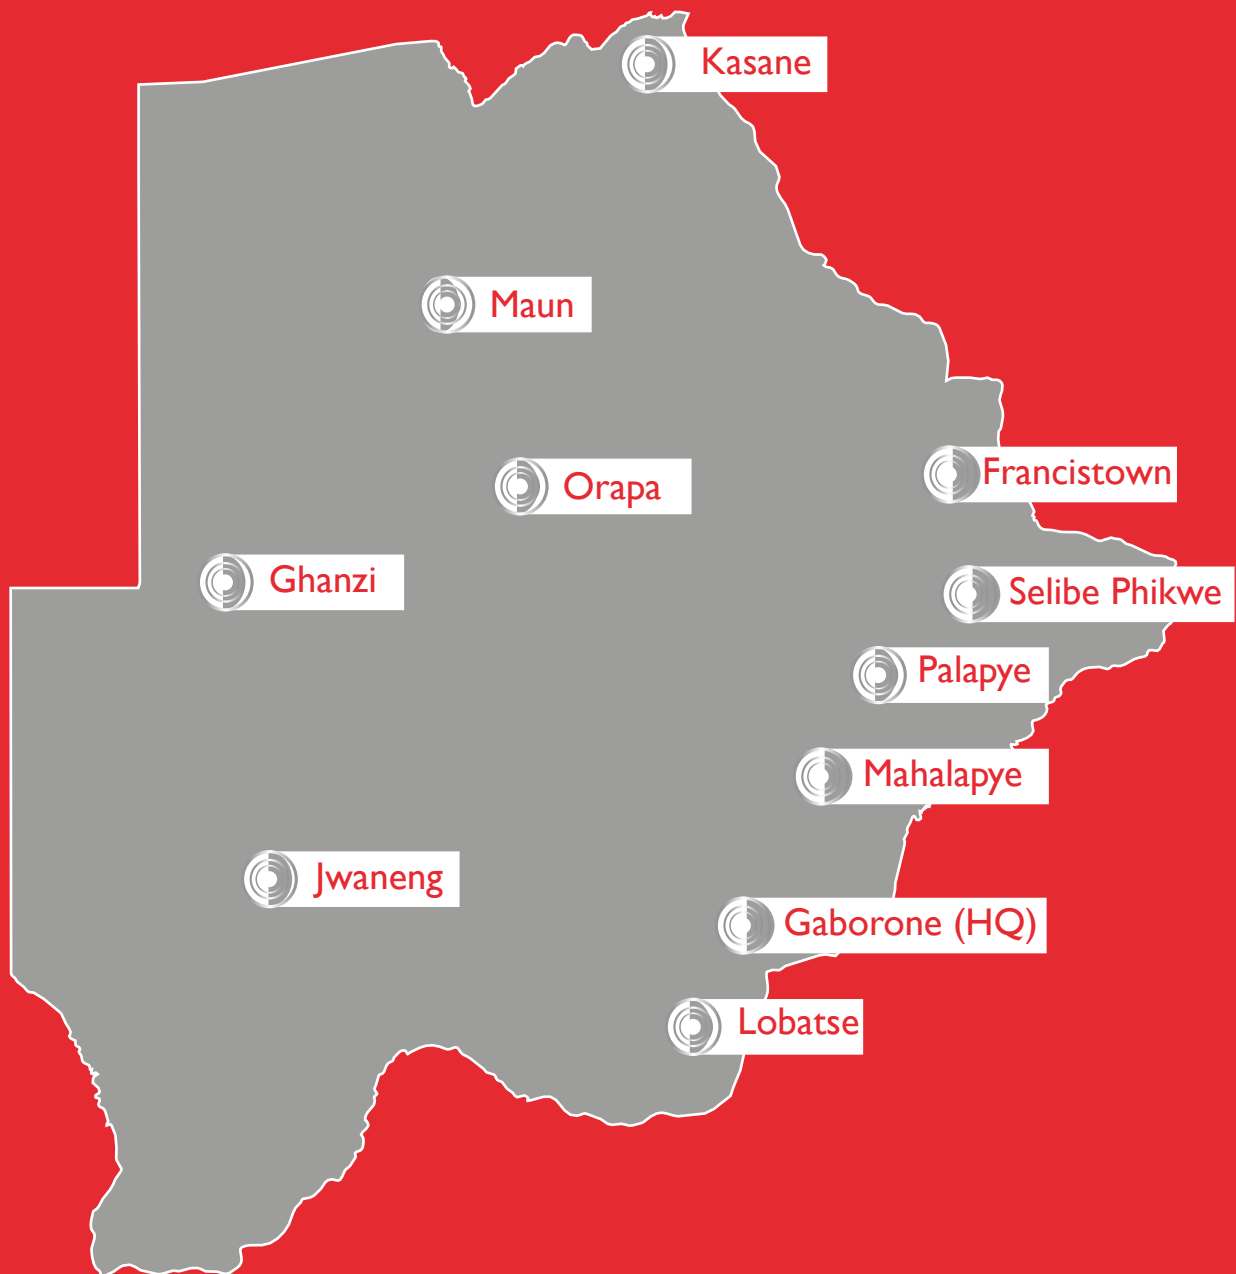 Kasane
Maun
Francistown
Orapa
Ghanzi
Selibe Phikwe
Palapye
Mahalapye
Jwaneng
Gaborone (HQ)
Lobatse